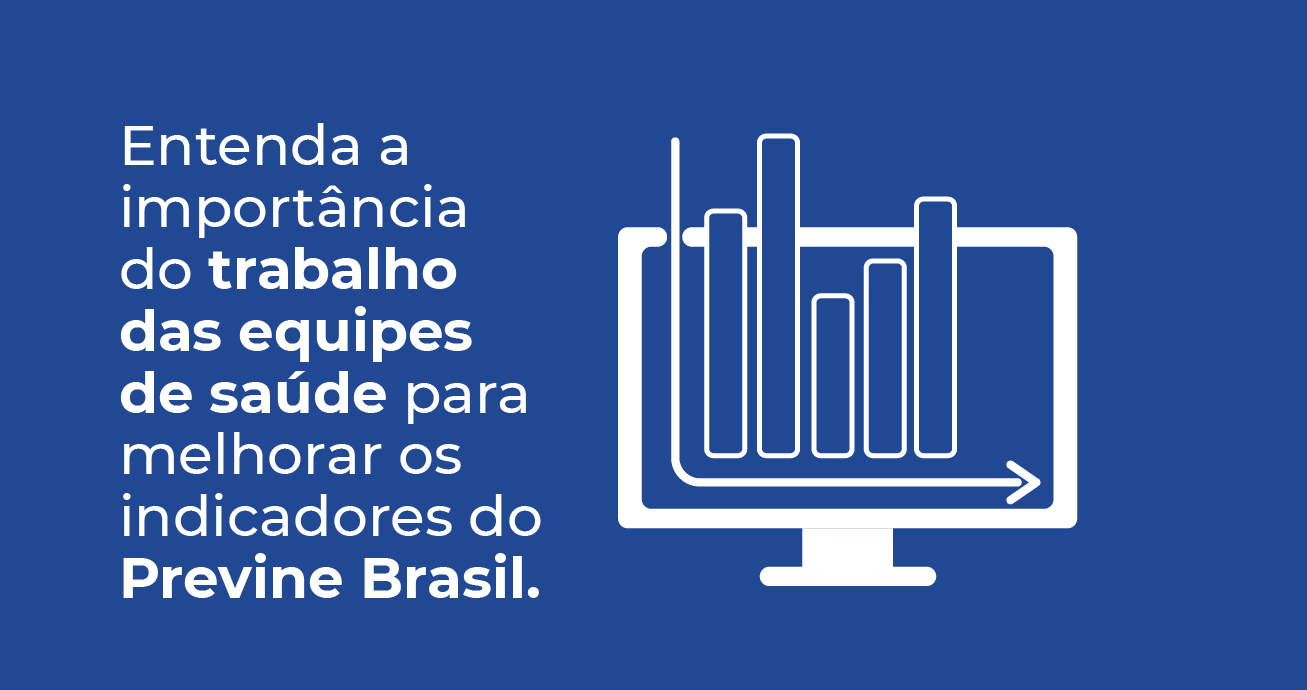 Entenda a
importância
do trabalho
das equipes
de saúde para
melhorar os
indicadores do
Previne Brasil.